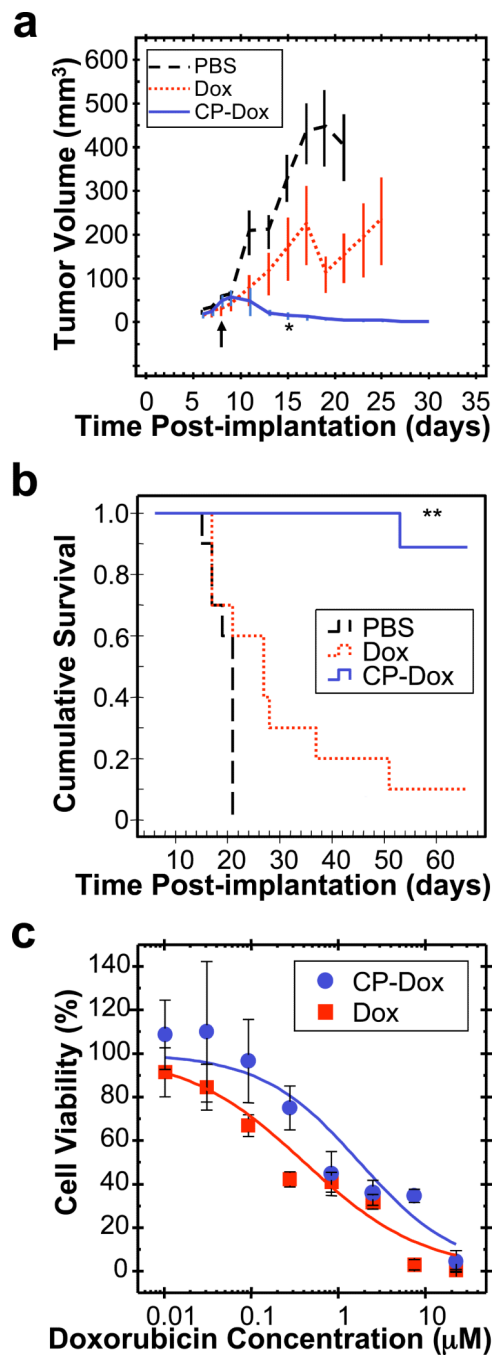 a
Tumor Volume (mm³)
600
500
400
300
200
100
0
PBS
Dox
CP-Dox
*
0 5 10 15 20 25 30 35
Time Post-implantation (days)
b
Cumulative Survival
1.0
0.8
0.6
0.4
0.2
0
**
PBS
Dox
CP-Dox
10 20 30 40 50 60
Time Post-implantation (days)
c
Cell Viability (%)
140
120
100
80
60
40
20
0
CP-Dox
Dox
0.01 0.1 1 10
Doxorubicin Concentration (μM)